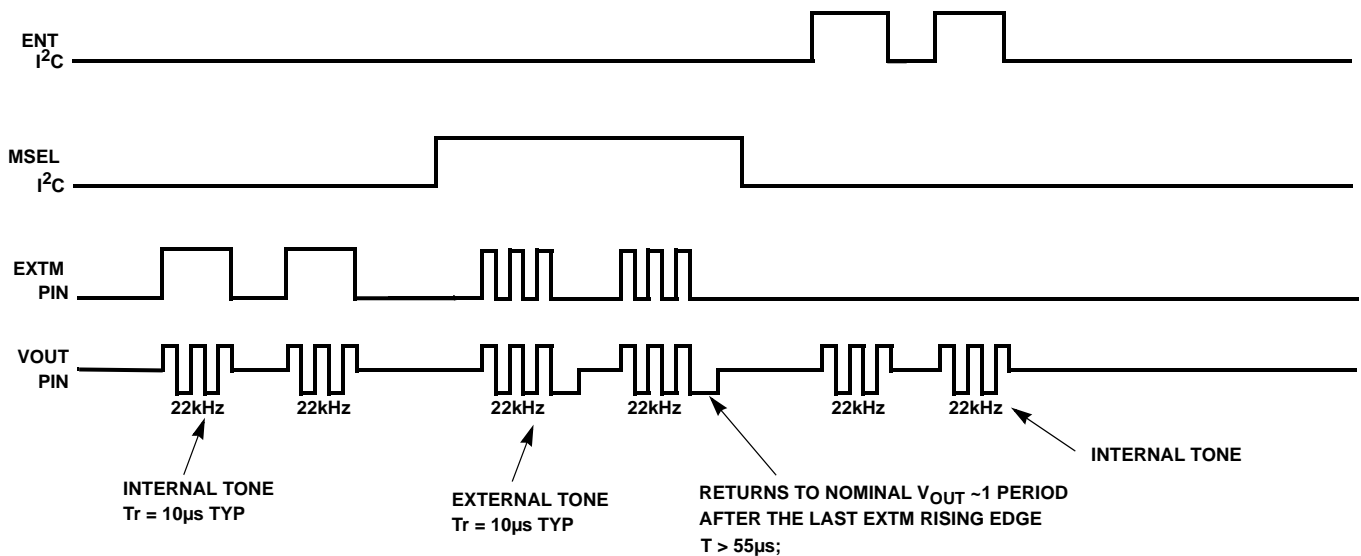 ENT
I²C
MSEL
I²C
EXTM
PIN
VOUT
PIN
22kHz 22kHz 22kHz 22kHz 22kHz 22kHz
INTERNAL TONE
Tr = 10µs TYP
EXTERNAL TONE
Tr = 10µs TYP
RETURNS TO NOMINAL VOUT ~1 PERIOD
AFTER THE LAST EXTM RISING EDGE
T > 55µs;
INTERNAL TONE